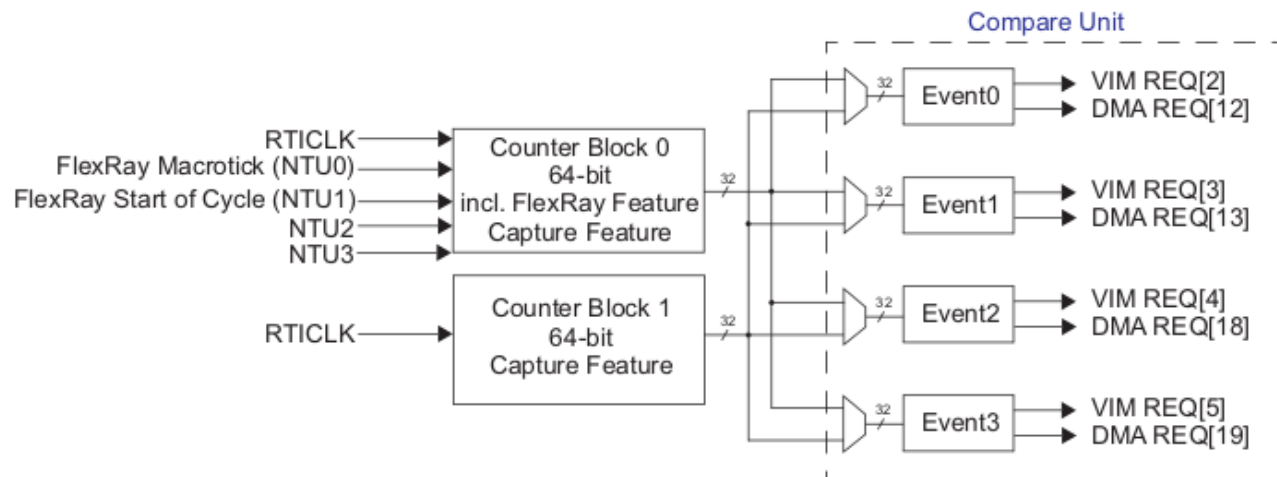 Compare Unit
RTICLK
FlexRay Macrotick (NTU0)
FlexRay Start of Cycle (NTU1)
NTU2
NTU3
Counter Block 0
64-bit
incl. FlexRay Feature
Capture Feature
32
RTICLK
Counter Block 1
64-bit
Capture Feature
32
32
Event0
VIM REQ[2]
DMA REQ[12]
32
Event1
VIM REQ[3]
DMA REQ[13]
32
Event2
VIM REQ[4]
DMA REQ[18]
32
Event3
VIM REQ[5]
DMA REQ[19]